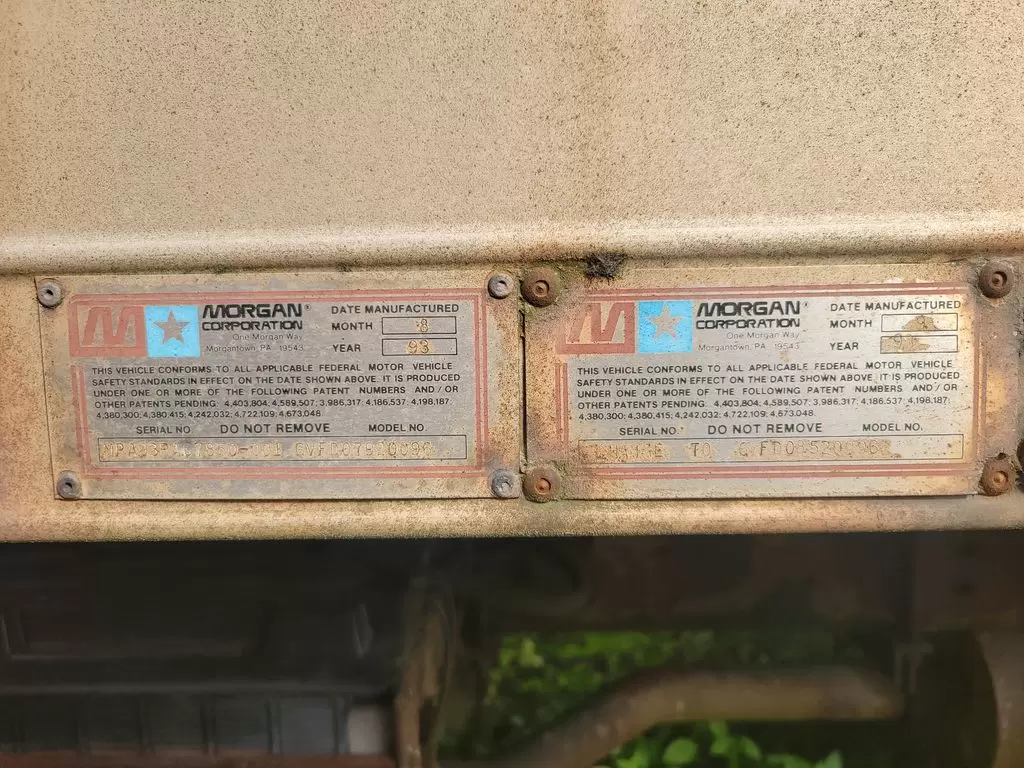 MORGAN®
CORPORATION
One Morgan Way
Morgantown, PA 19543
DATE MANUFACTURED
MONTH 8
YEAR 93
THIS VEHICLE CONFORMS TO ALL APPLICABLE FEDERAL MOTOR VEHICLE
SAFETY STANDARDS IN EFFECT ON THE DATE SHOWN ABOVE. IT IS PRODUCED
UNDER ONE OR MORE OF THE FOLLOWING PATENT NUMBERS AND / OR
OTHER PATENTS PENDING: 4,403,804; 4,589,507; 3,986,317; 4,186,537; 4,198,187;
4,380,300; 4,380,415; 4,242,032; 4,722,109; 4,673,048.
SERIAL NO. DO NOT REMOVE MODEL NO.
MORGAN®
CORPORATION
One Morgan Way
Morgantown, PA 19543
DATE MANUFACTURED
MONTH
YEAR
THIS VEHICLE CONFORMS TO ALL APPLICABLE FEDERAL MOTOR VEHICLE
SAFETY STANDARDS IN EFFECT ON THE DATE SHOWN ABOVE. IT IS PRODUCED
UNDER ONE OR MORE OF THE FOLLOWING PATENT NUMBERS AND / OR
OTHER PATENTS PENDING: 4,403,804; 4,589,507; 3,986,317; 4,186,537; 4,198,187;
4,380,300; 4,380,415; 4,242,032; 4,722,109; 4,673,048.
SERIAL NO. DO NOT REMOVE MODEL NO.
TO